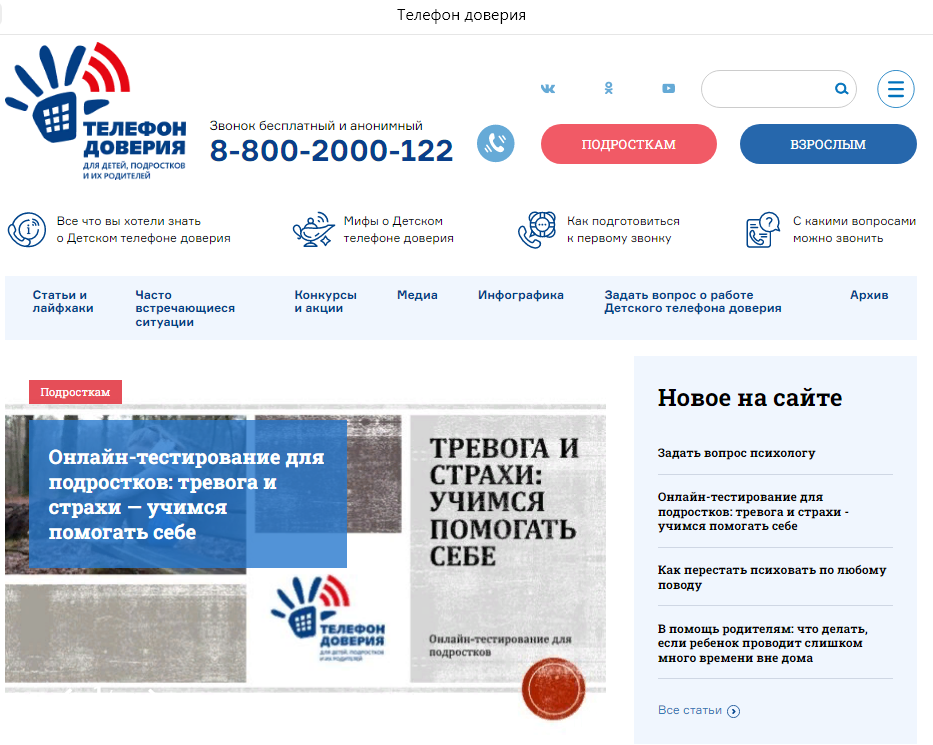 Телефон доверия
ТЕЛЕФОН
ДОВЕРИЯ
ДЛЯ ДЕТЕЙ, ПОДРОСТКОВ
И ИХ РОДИТЕЛЕЙ
Звонок бесплатный и анонимный
8-800-2000-122
ПОДРОСТКАМ
ВЗРОСЛЫМ
Все что вы хотели знать
о Детском телефоне доверия
Мифы о Детском
телефоне доверия
Как подготовиться
к первому звонку
С какими вопросами
можно звонить
Статьи и
лайфхаки
Часто
встречающиеся
ситуации
Конкурсы
и акции
Медиа
Инфографика
Задать вопрос о работе
Детского телефона доверия
Архив
Подросткам
Онлайн-тестирование для
подростков: тревога и
страхи — учимся
помогать себе
ТРЕВОГА И
СТРАХИ:
УЧИМСЯ
ПОМОГАТЬ
СЕБЕ
ТЕЛЕФОН
ДОВЕРИЯ
ДЛЯ ДЕТЕЙ, ПОДРОСТКОВ
И ИХ РОДИТЕЛЕЙ
Онлайн-тестирование для
подростков
Новое на сайте
Задать вопрос психологу
Онлайн-тестирование для
подростков: тревога и страхи -
учимся помогать себе
Как перестать психовать по любому
поводу
В помощь родителям: что делать,
если ребенок проводит слишком
много времени вне дома
Все статьи